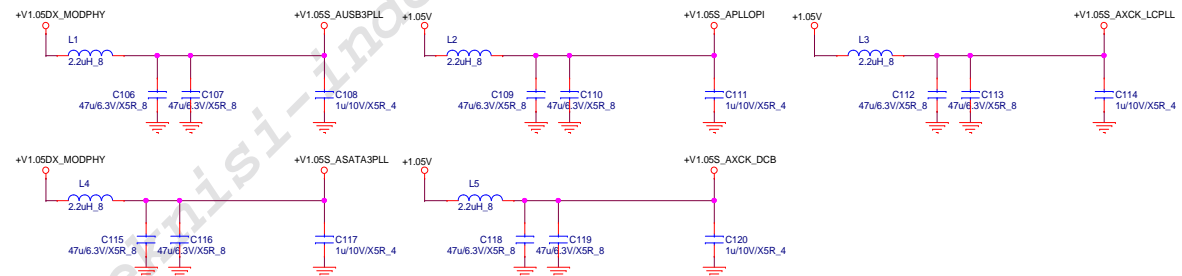 +V1.05DX_MODPHY
+V1.05S_AUSB3PLL
L1
2.2uH_8
C106
47u/6.3V/X5R_8
C107
47u/6.3V/X5R_8
C108
1u/10V/X5R_4
+1.05V
+V1.05S_APLLOPI
L2
2.2uH_8
C109
47u/6.3V/X5R_8
C110
47u/6.3V/X5R_8
C111
1u/10V/X5R_4
+1.05V
+V1.05S_AXCK_LCPLL
L3
2.2uH_8
C112
47u/6.3V/X5R_8
C113
47u/6.3V/X5R_8
C114
1u/10V/X5R_4
+V1.05DX_MODPHY
+V1.05S_ASATA3PLL
L4
2.2uH_8
C115
47u/6.3V/X5R_8
C116
47u/6.3V/X5R_8
C117
1u/10V/X5R_4
+1.05V
+V1.05S_AXCK_DCB
L5
2.2uH_8
C118
47u/6.3V/X5R_8
C119
47u/6.3V/X5R_8
C120
1u/10V/X5R_4